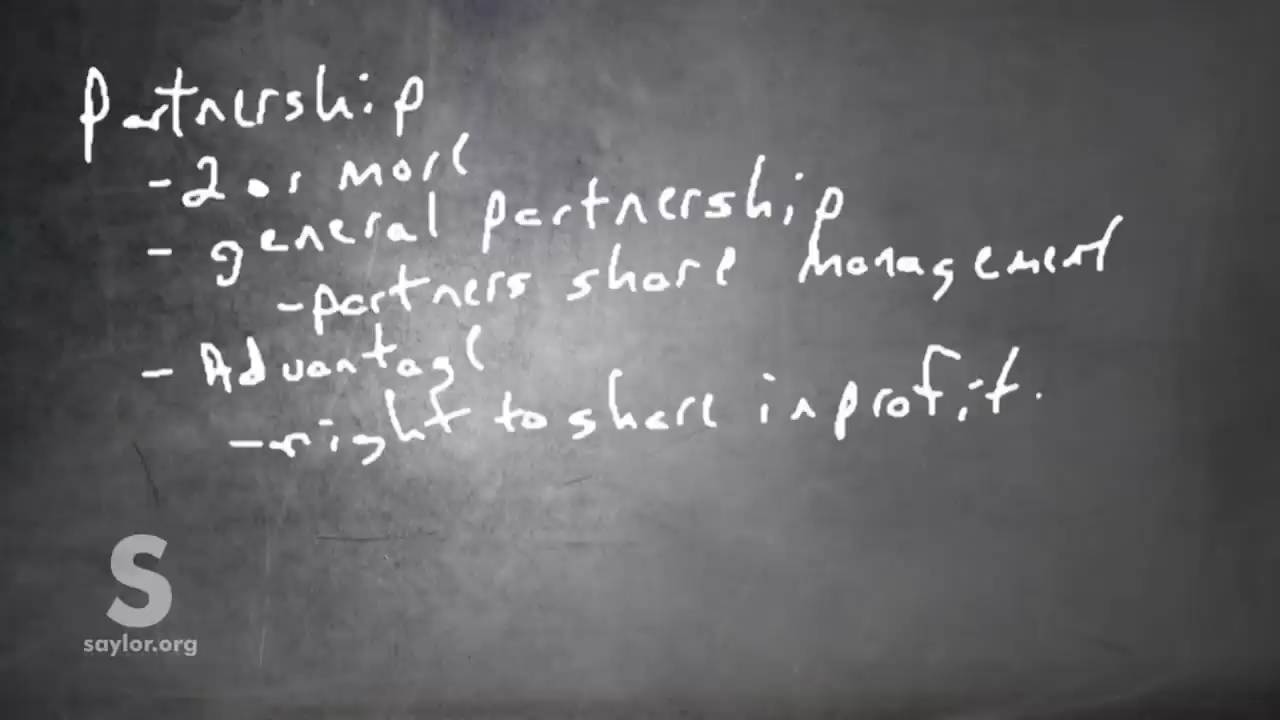 Partnership
- 2 or more
- general partnership
- partners share management
- Advantage
- right to share in profit.
S
saylor.org